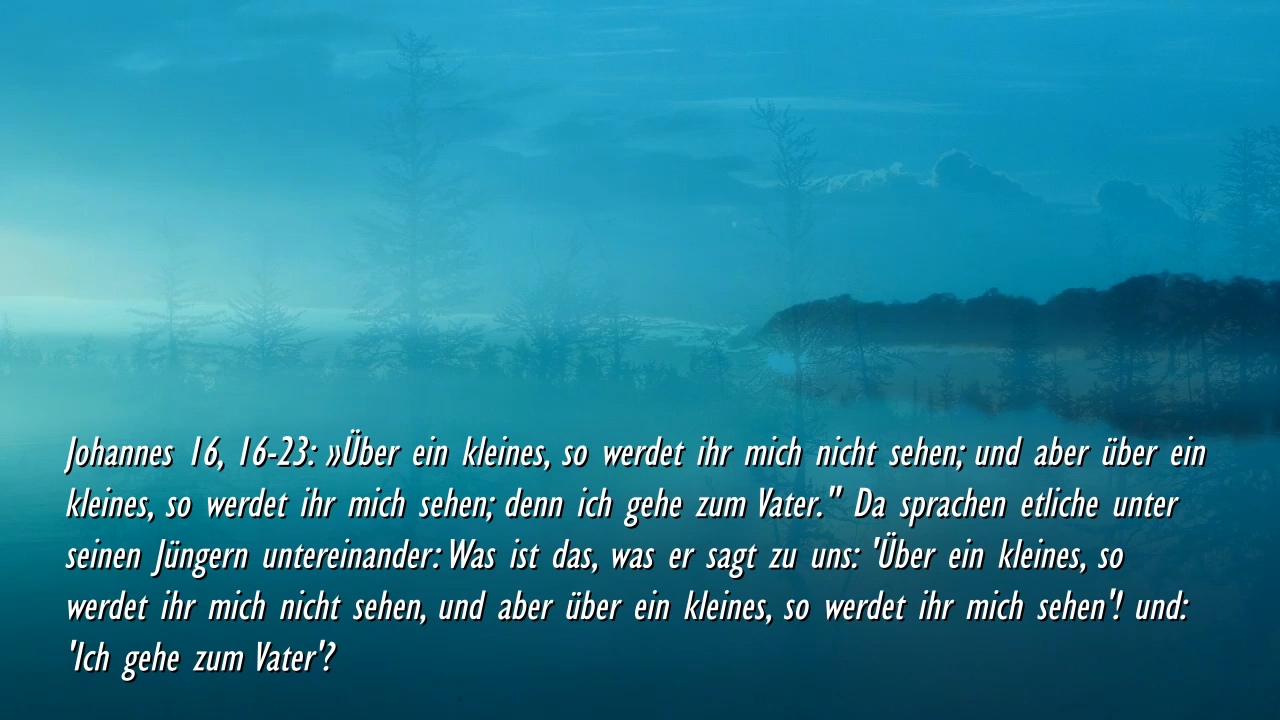 Johannes 16, 16-23: »Über ein kleines, so werdet ihr mich nicht sehen; und aber über ein
kleines, so werdet ihr mich sehen; denn ich gehe zum Vater." Da sprachen etliche unter
seinen Jüngern untereinander: Was ist das, was er sagt zu uns: 'Über ein kleines, so
werdet ihr mich nicht sehen, und aber über ein kleines, so werdet ihr mich sehen'! und:
'Ich gehe zum Vater'?